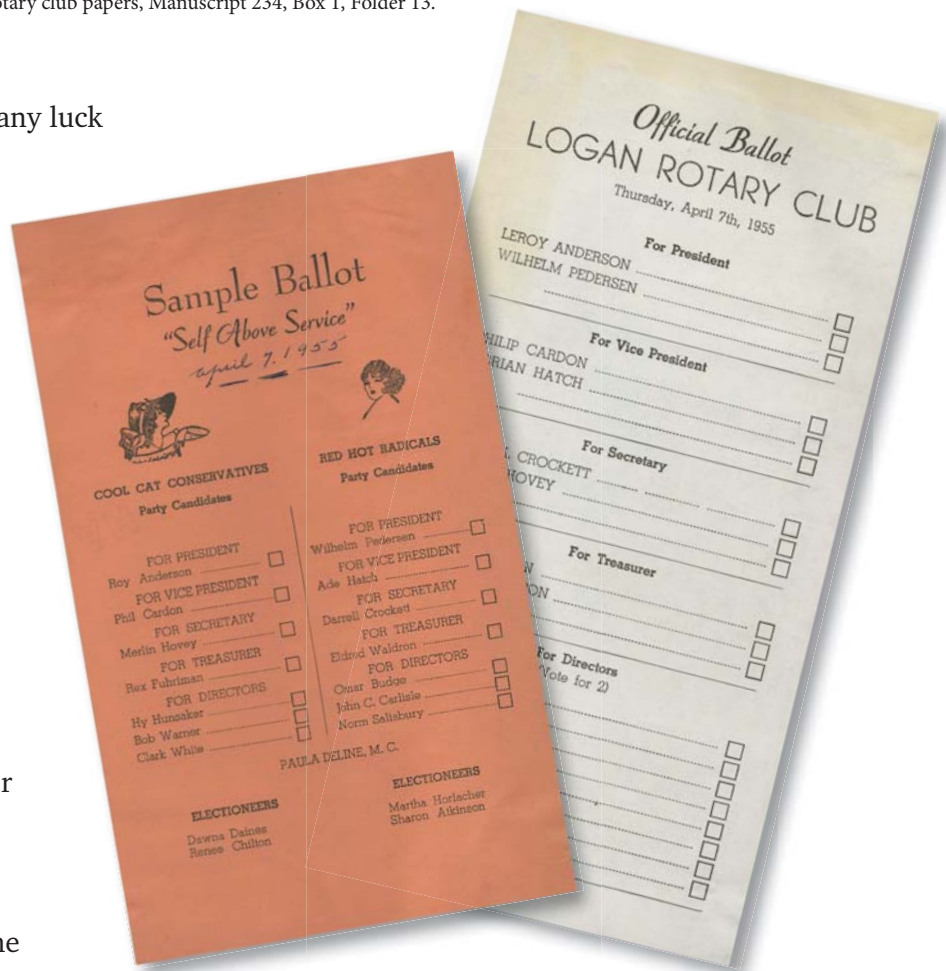 otary club papers, Manuscript 234, Box 1, Folder 13.
any luck
Sample Ballot
"Self Above Service"
april 7. 1955
COOL CAT CONSERVATIVES
Party Candidates
FOR PRESIDENT
Roy Anderson
FOR VICE PRESIDENT
Phil Cardon
FOR SECRETARY
Merlin Hovey
FOR TREASURER
Rex Fuhriman
FOR DIRECTORS
Hy Hunsaker
Bob Warner
Clark White
RED HOT RADICALS
Party Candidates
FOR PRESIDENT
Wilhelm Pedersen
FOR VICE PRESIDENT
Ade Hatch
FOR SECRETARY
Darrell Crockett
FOR TREASURER
Eldred Waldron
FOR DIRECTORS
Omar Budge
John C. Carlisle
Norm Salisbury
PAULA DELINE, M. C.
ELECTIONEERS
Dawna Daines
Renee Chilton
ELECTIONEERS
Martha Horlacher
Sharon Atkinson
Official Ballot
LOGAN ROTARY CLUB
Thursday, April 7th, 1955
For President
LEROY ANDERSON
WILHELM PEDERSEN
For Vice President
HILIP CARDON
RIAN HATCH
For Secretary
. CROCKETT
HOVEY
For Treasurer
N
ON
For Directors
Vote for 2)
r
ne